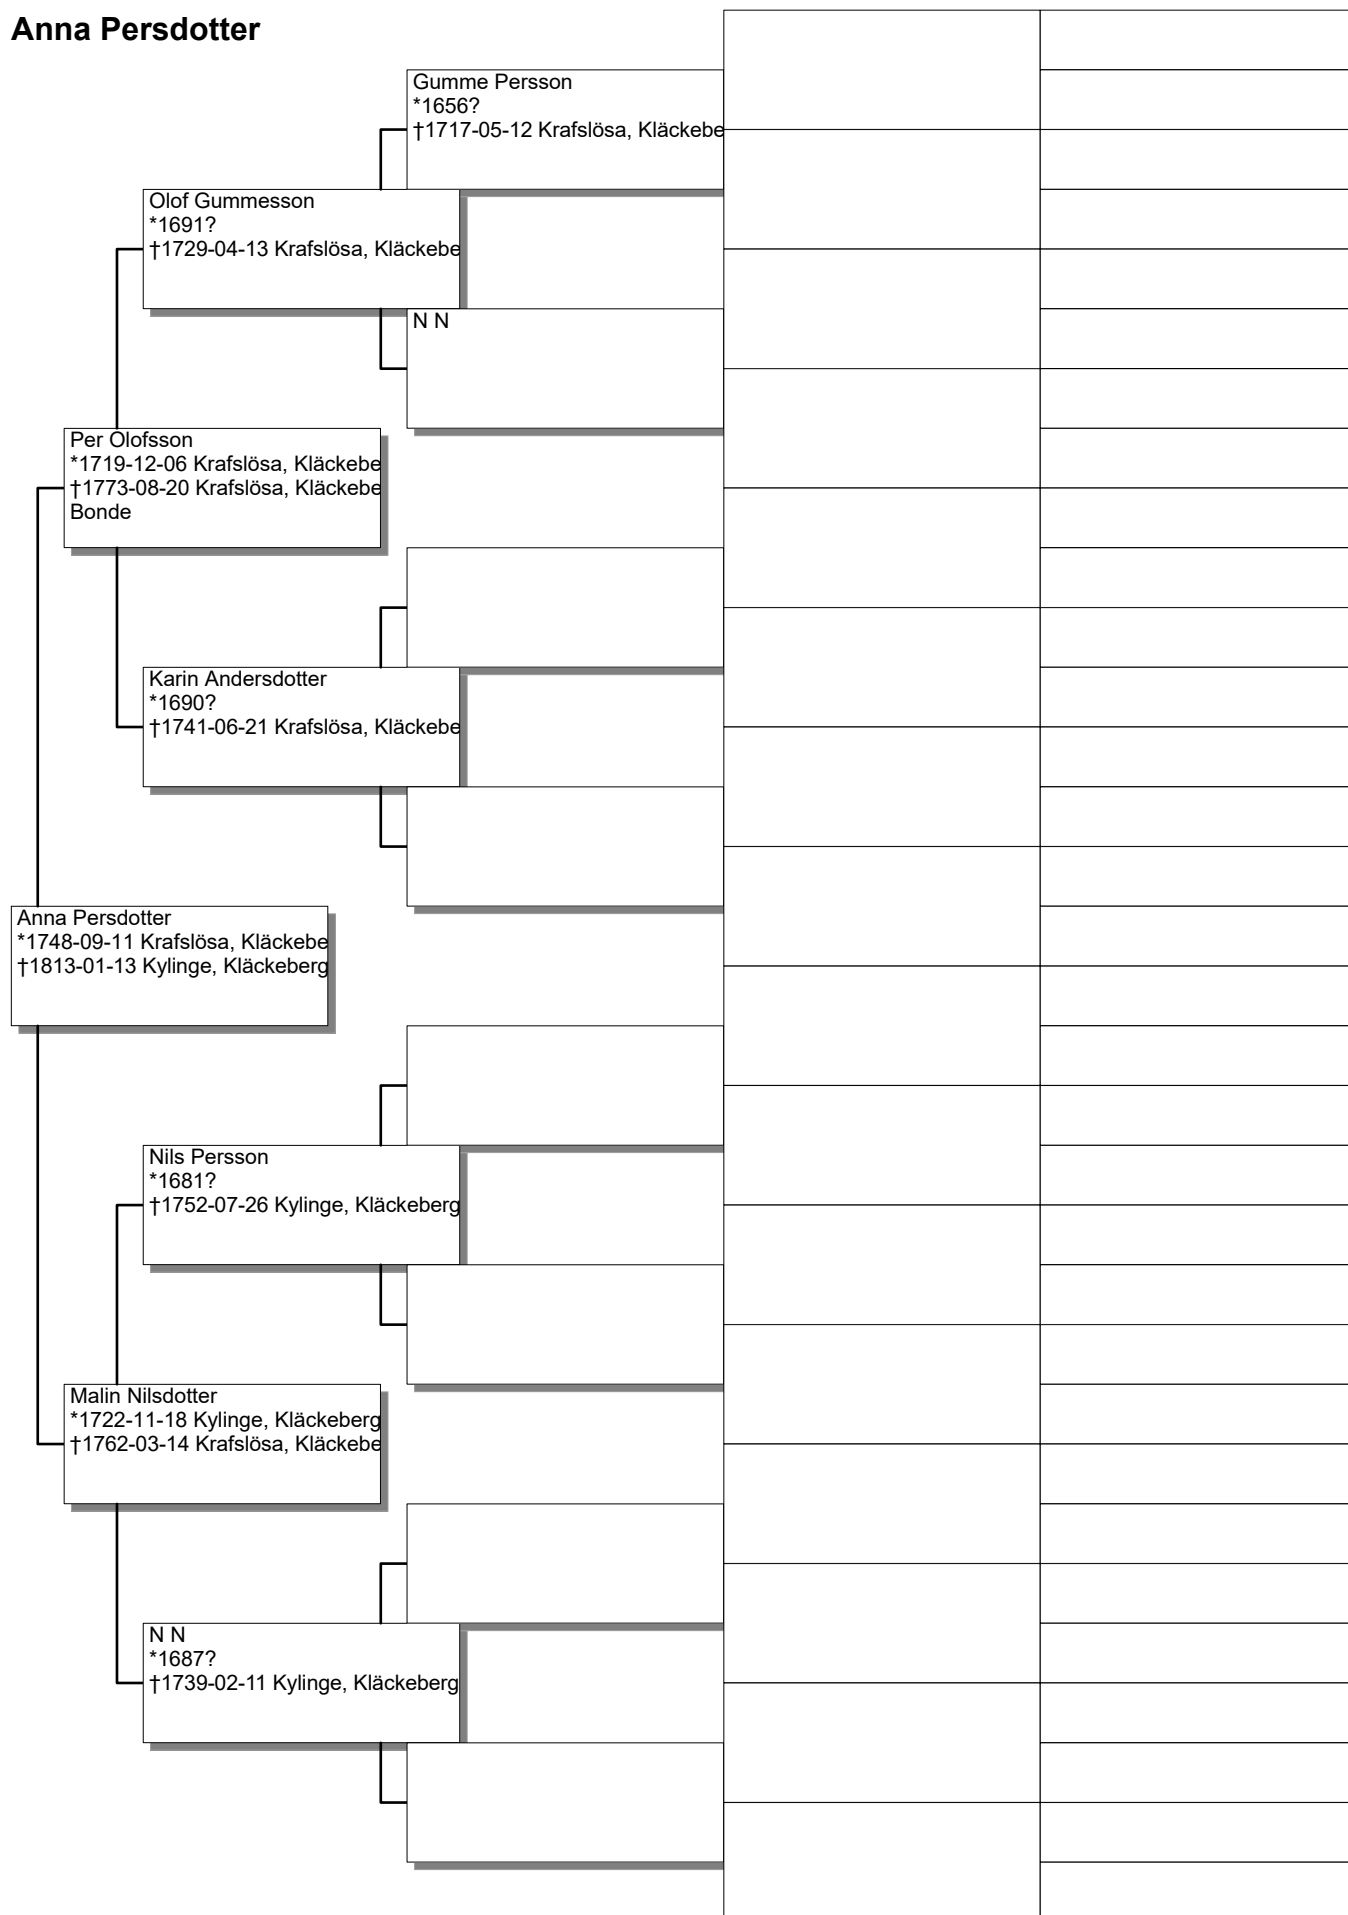 Anna Persdotter
Gumme Persson
*1656?
†1717-05-12 Krafslösa, Kläckebe
Olof Gummesson
*1691?
†1729-04-13 Krafslösa, Kläckebe
N N
Per Olofsson
*1719-12-06 Krafslösa, Kläckebe
†1773-08-20 Krafslösa, Kläckebe
Bonde
Karin Andersdotter
*1690?
†1741-06-21 Krafslösa, Kläckebe
Anna Persdotter
*1748-09-11 Krafslösa, Kläckebe
†1813-01-13 Kylinge, Kläckeberg
Nils Persson
*1681?
†1752-07-26 Kylinge, Kläckeberg
Malin Nilsdotter
*1722-11-18 Kylinge, Kläckeberg
†1762-03-14 Krafslösa, Kläckebe
N N
*1687?
†1739-02-11 Kylinge, Kläckeberg